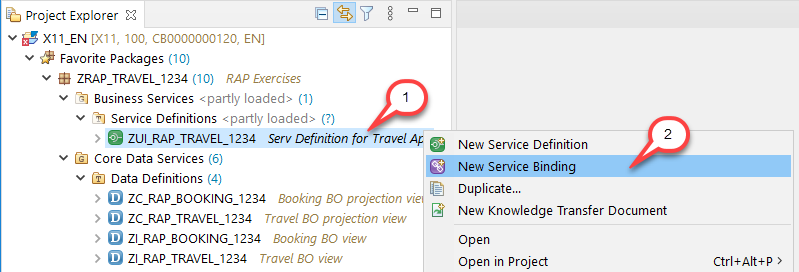 Project Explorer
X11_EN [X11, 100, CB0000000120, EN]
Favorite Packages (10)
ZRAP_TRAVEL_1234 (10) RAP Exercises
Business Services <partly loaded> (1)
1
Service Definitions <partly loaded> (?)
ZUI_RAP_TRAVEL_1234 Serv Definition for Travel Ap
Core Data Services (6)
Data Definitions (4)
ZC_RAP_BOOKING_1234 Booking BO projection view
ZC_RAP_TRAVEL_1234 Travel BO projection view
ZI_RAP_BOOKING_1234 Booking BO view
ZI_RAP_TRAVEL_1234 Travel BO view
New Service Definition
2
New Service Binding
Duplicate...
New Knowledge Transfer Document
Open
Open in Project Ctrl+Alt+P >